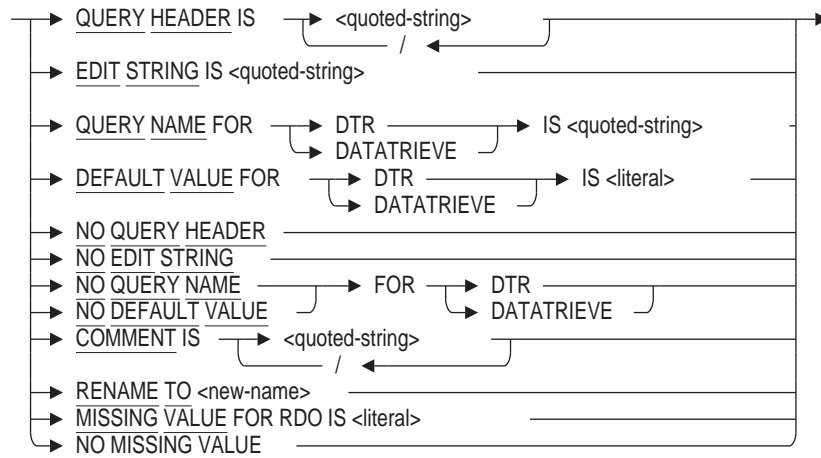 QUERY HEADER IS <quoted-string>
/
EDIT STRING IS <quoted-string>
QUERY NAME FOR DTR IS <quoted-string>
DATATRIEVE
DEFAULT VALUE FOR DTR IS <literal>
DATATRIEVE
NO QUERY HEADER
NO EDIT STRING
NO QUERY NAME FOR DTR
NO DEFAULT VALUE DATATRIEVE
COMMENT IS <quoted-string>
/
RENAME TO <new-name>
MISSING VALUE FOR RDO IS <literal>
NO MISSING VALUE